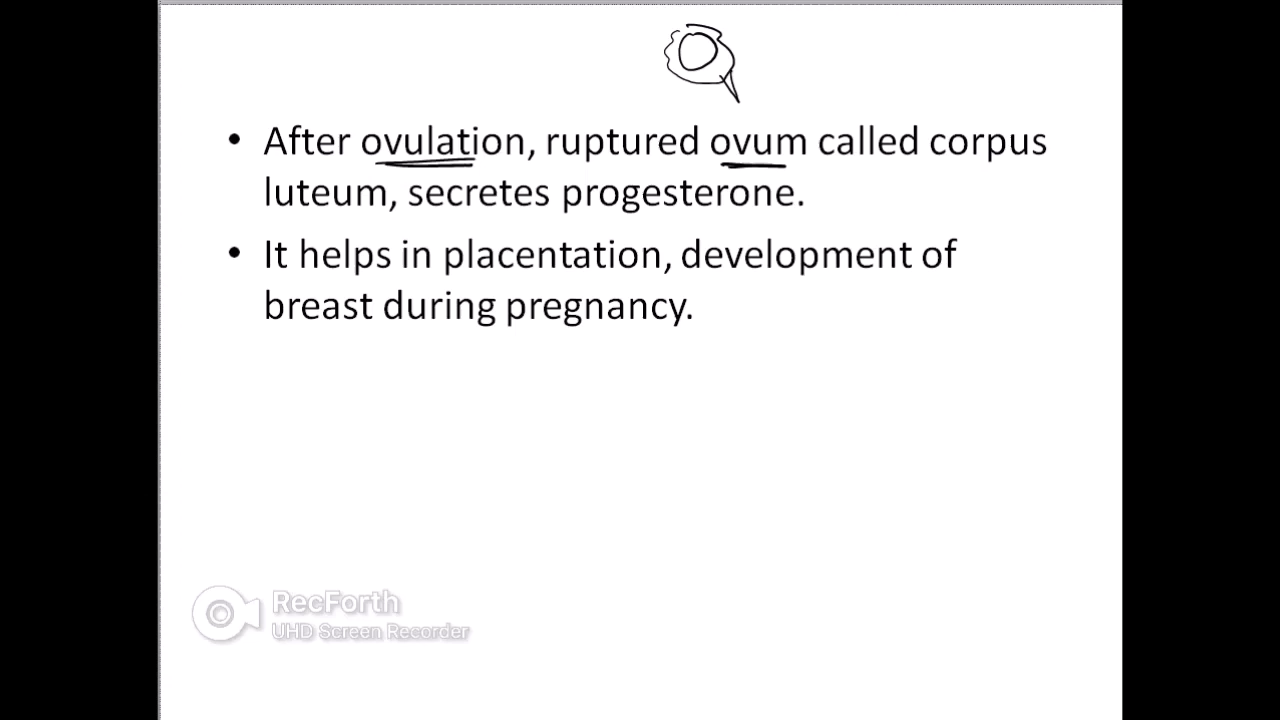 • After ovulation, ruptured ovum called corpus
luteum, secretes progesterone.
• It helps in placentation, development of
breast during pregnancy.
RecForth
UHD Screen Recorder